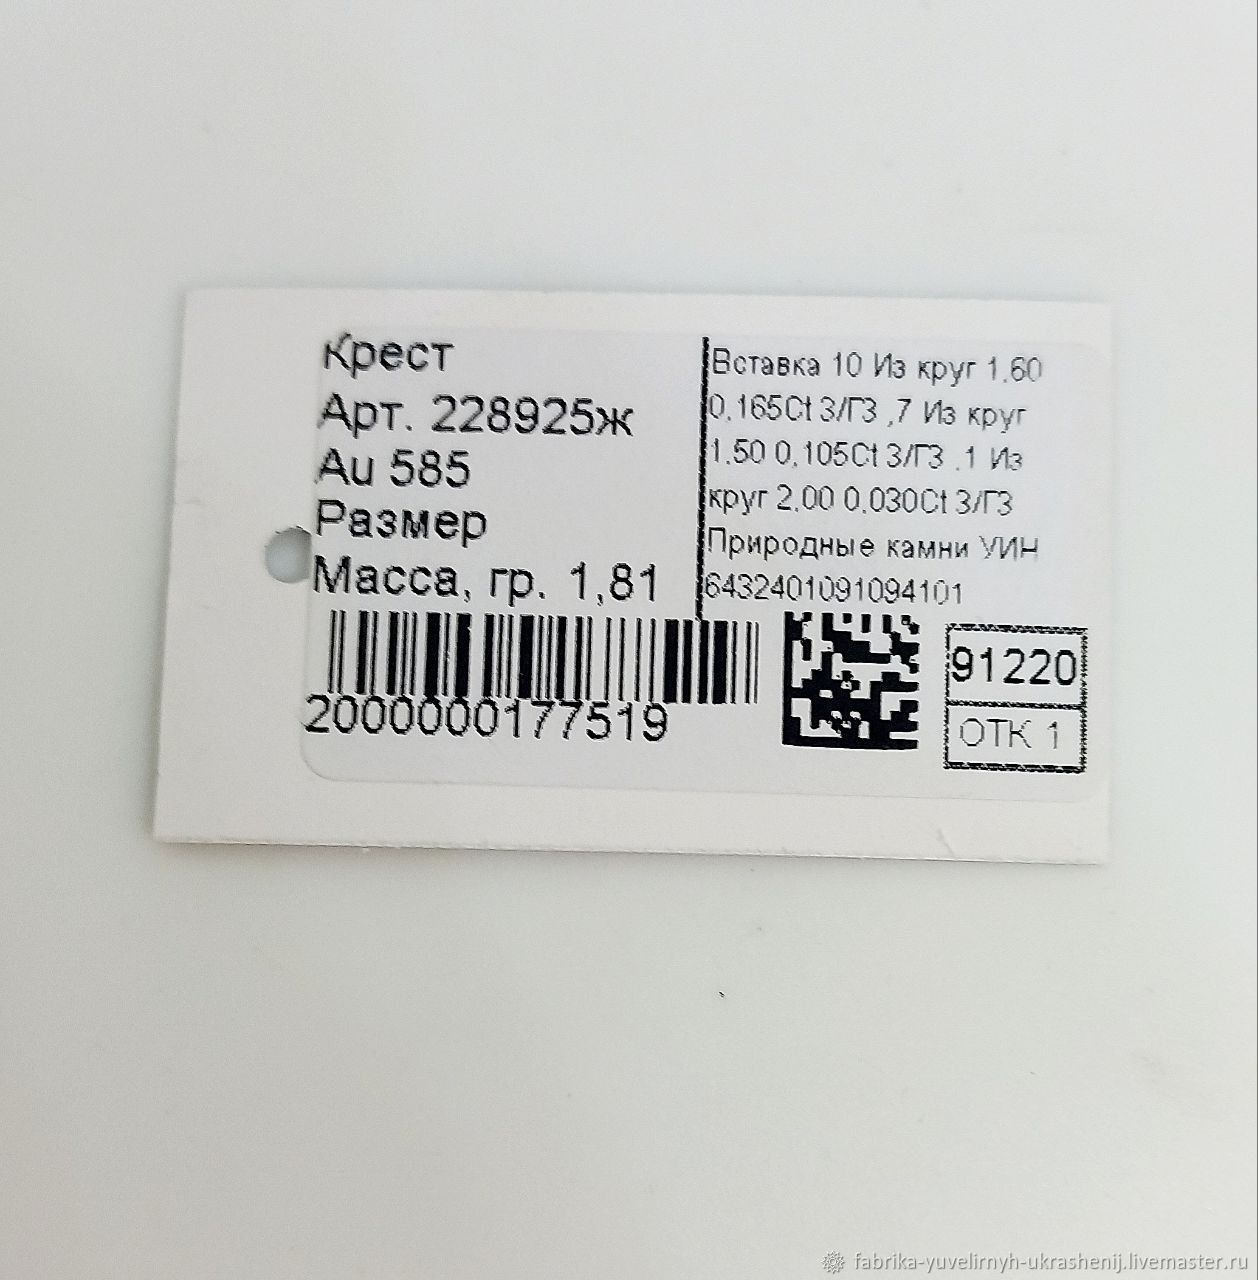 Крест
Арт. 228925ж
Au 585
Размер
Масса, гр. 1,81
2000000177519
Вставка 10 Из круг 1.60
0.165Ct 3/Г3 ,7 Из круг
1.50 0.105Ct 3/Г3 .1 Из
круг 2.00 0.030Ct 3/Г3
Природные камни УИН
6432401091094101
91220
ОТК 1
fabrika-yuvelirnyh-ukrashenij.livemaster.ru